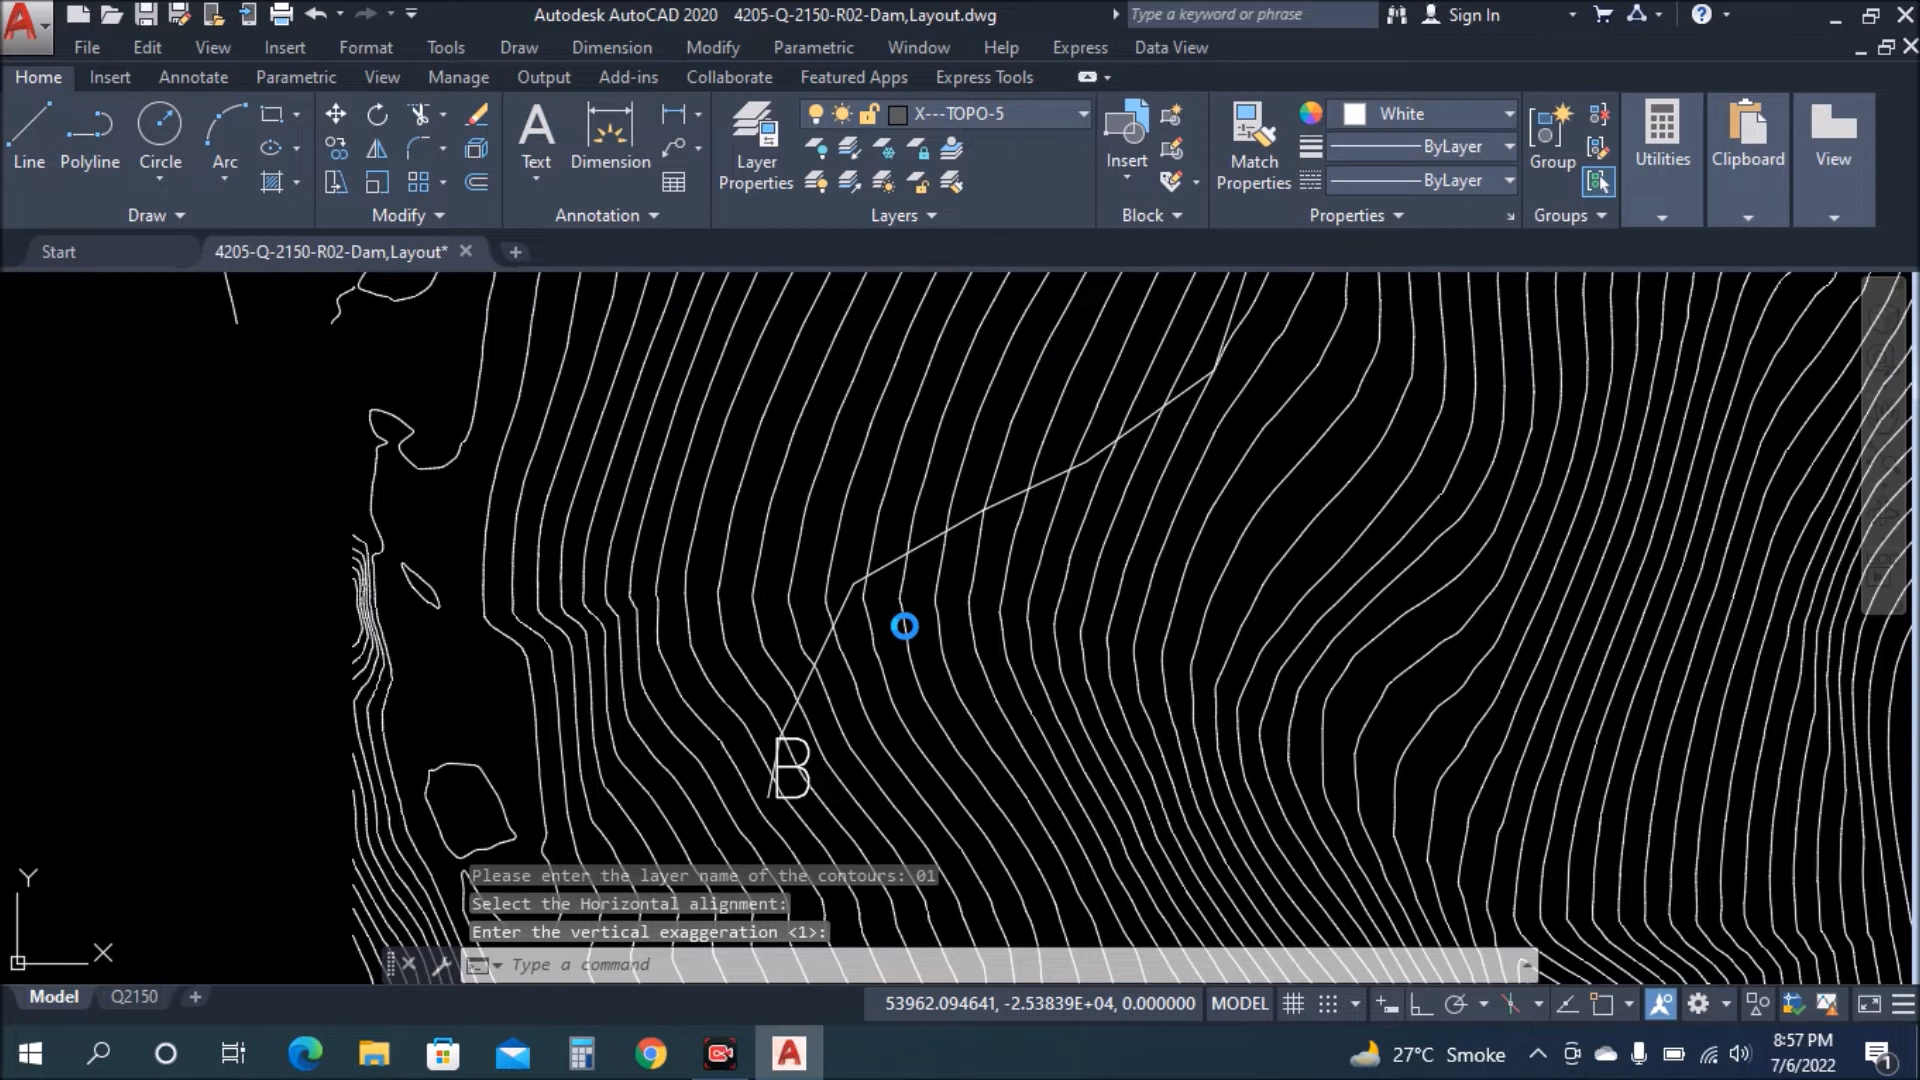 Autodesk AutoCAD 2020 4205-Q-2150-R02-Dam,Layout.dwg
Type a keyword or phrase
Sign In
File Edit View Insert Format Tools Draw Dimension Modify Parametric Window Help Express Data View
Home Insert Annotate Parametric View Manage Output Add-ins Collaborate Featured Apps Express Tools
X---TOPO-5
White
ByLayer
ByLayer
Line Polyline Circle Arc
Text Dimension
Layer Properties
Insert
Match Properties
Group
Utilities Clipboard View
Draw Modify Annotation Layers Block Properties Groups
Start 4205-Q-2150-R02-Dam,Layout*
B
Please enter the layer name of the contours: 01
Select the Horizontal alignment:
Enter the vertical exaggeration <1>:
Type a command
Y
X
Model Q2150
53962.094641, -2.53839E+04, 0.000000 MODEL
27°C Smoke
8:57 PM
7/6/2022
1